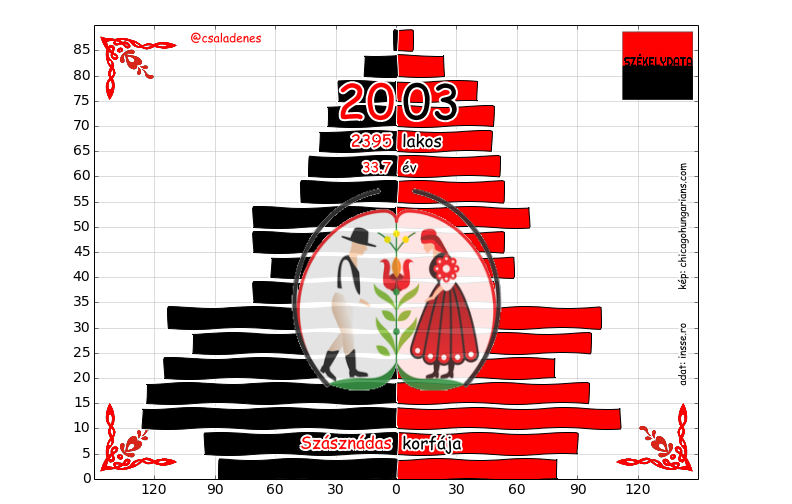 @csaladenes
SZÉKELYDATA
2003
2395 lakos
33.7 év
kép: chicagohungarians.com
adat: insse.ro
Szásznádas korfája
85
80
75
70
65
60
55
50
45
40
35
30
25
20
15
10
5
0
120 90 60 30 0 30 60 90 120